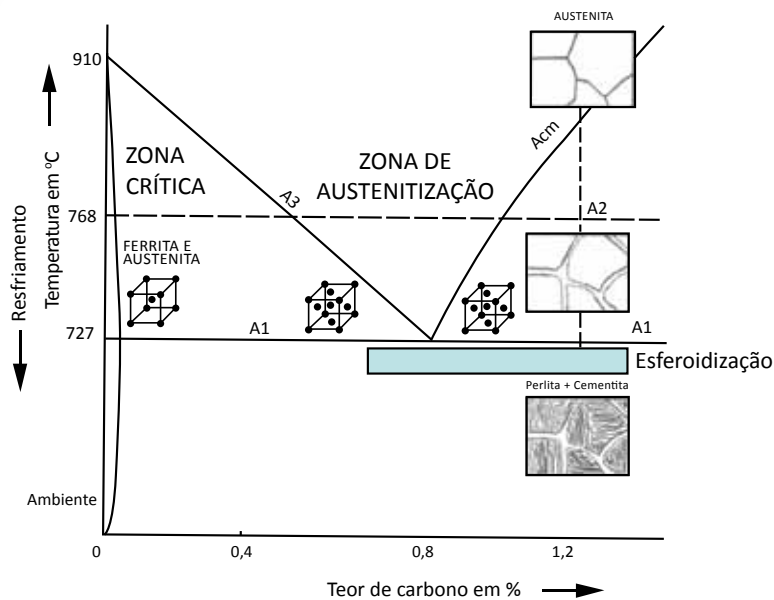 AUSTENITA
910
Acm
ZONA
CRÍTICA
ZONA DE
AUSTENITIZAÇÃO
A3
768
A2
FERRITA E
AUSTENITA
Resfriamento
Temperatura em ºC
727
A1
A1
Esferoidização
Perlita + Cementita
Ambiente
0
0,4
0,8
1,2
Teor de carbono em %